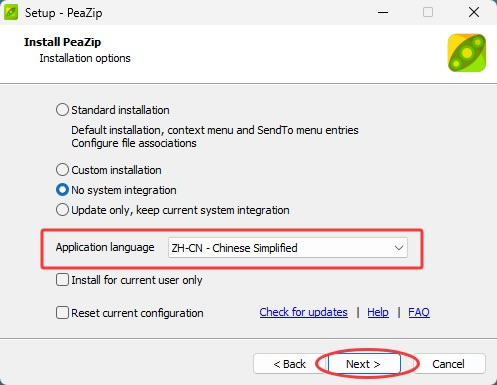 Setup - PeaZip
Install PeaZip
Installation options
Standard installation
Default installation, context menu and SendTo menu entries
Configure file associations
Custom installation
No system integration
Update only, keep current system integration
Application language ZH-CN - Chinese Simplified
Install for current user only
Reset current configuration Check for updates | Help | FAQ
< Back Next > Cancel